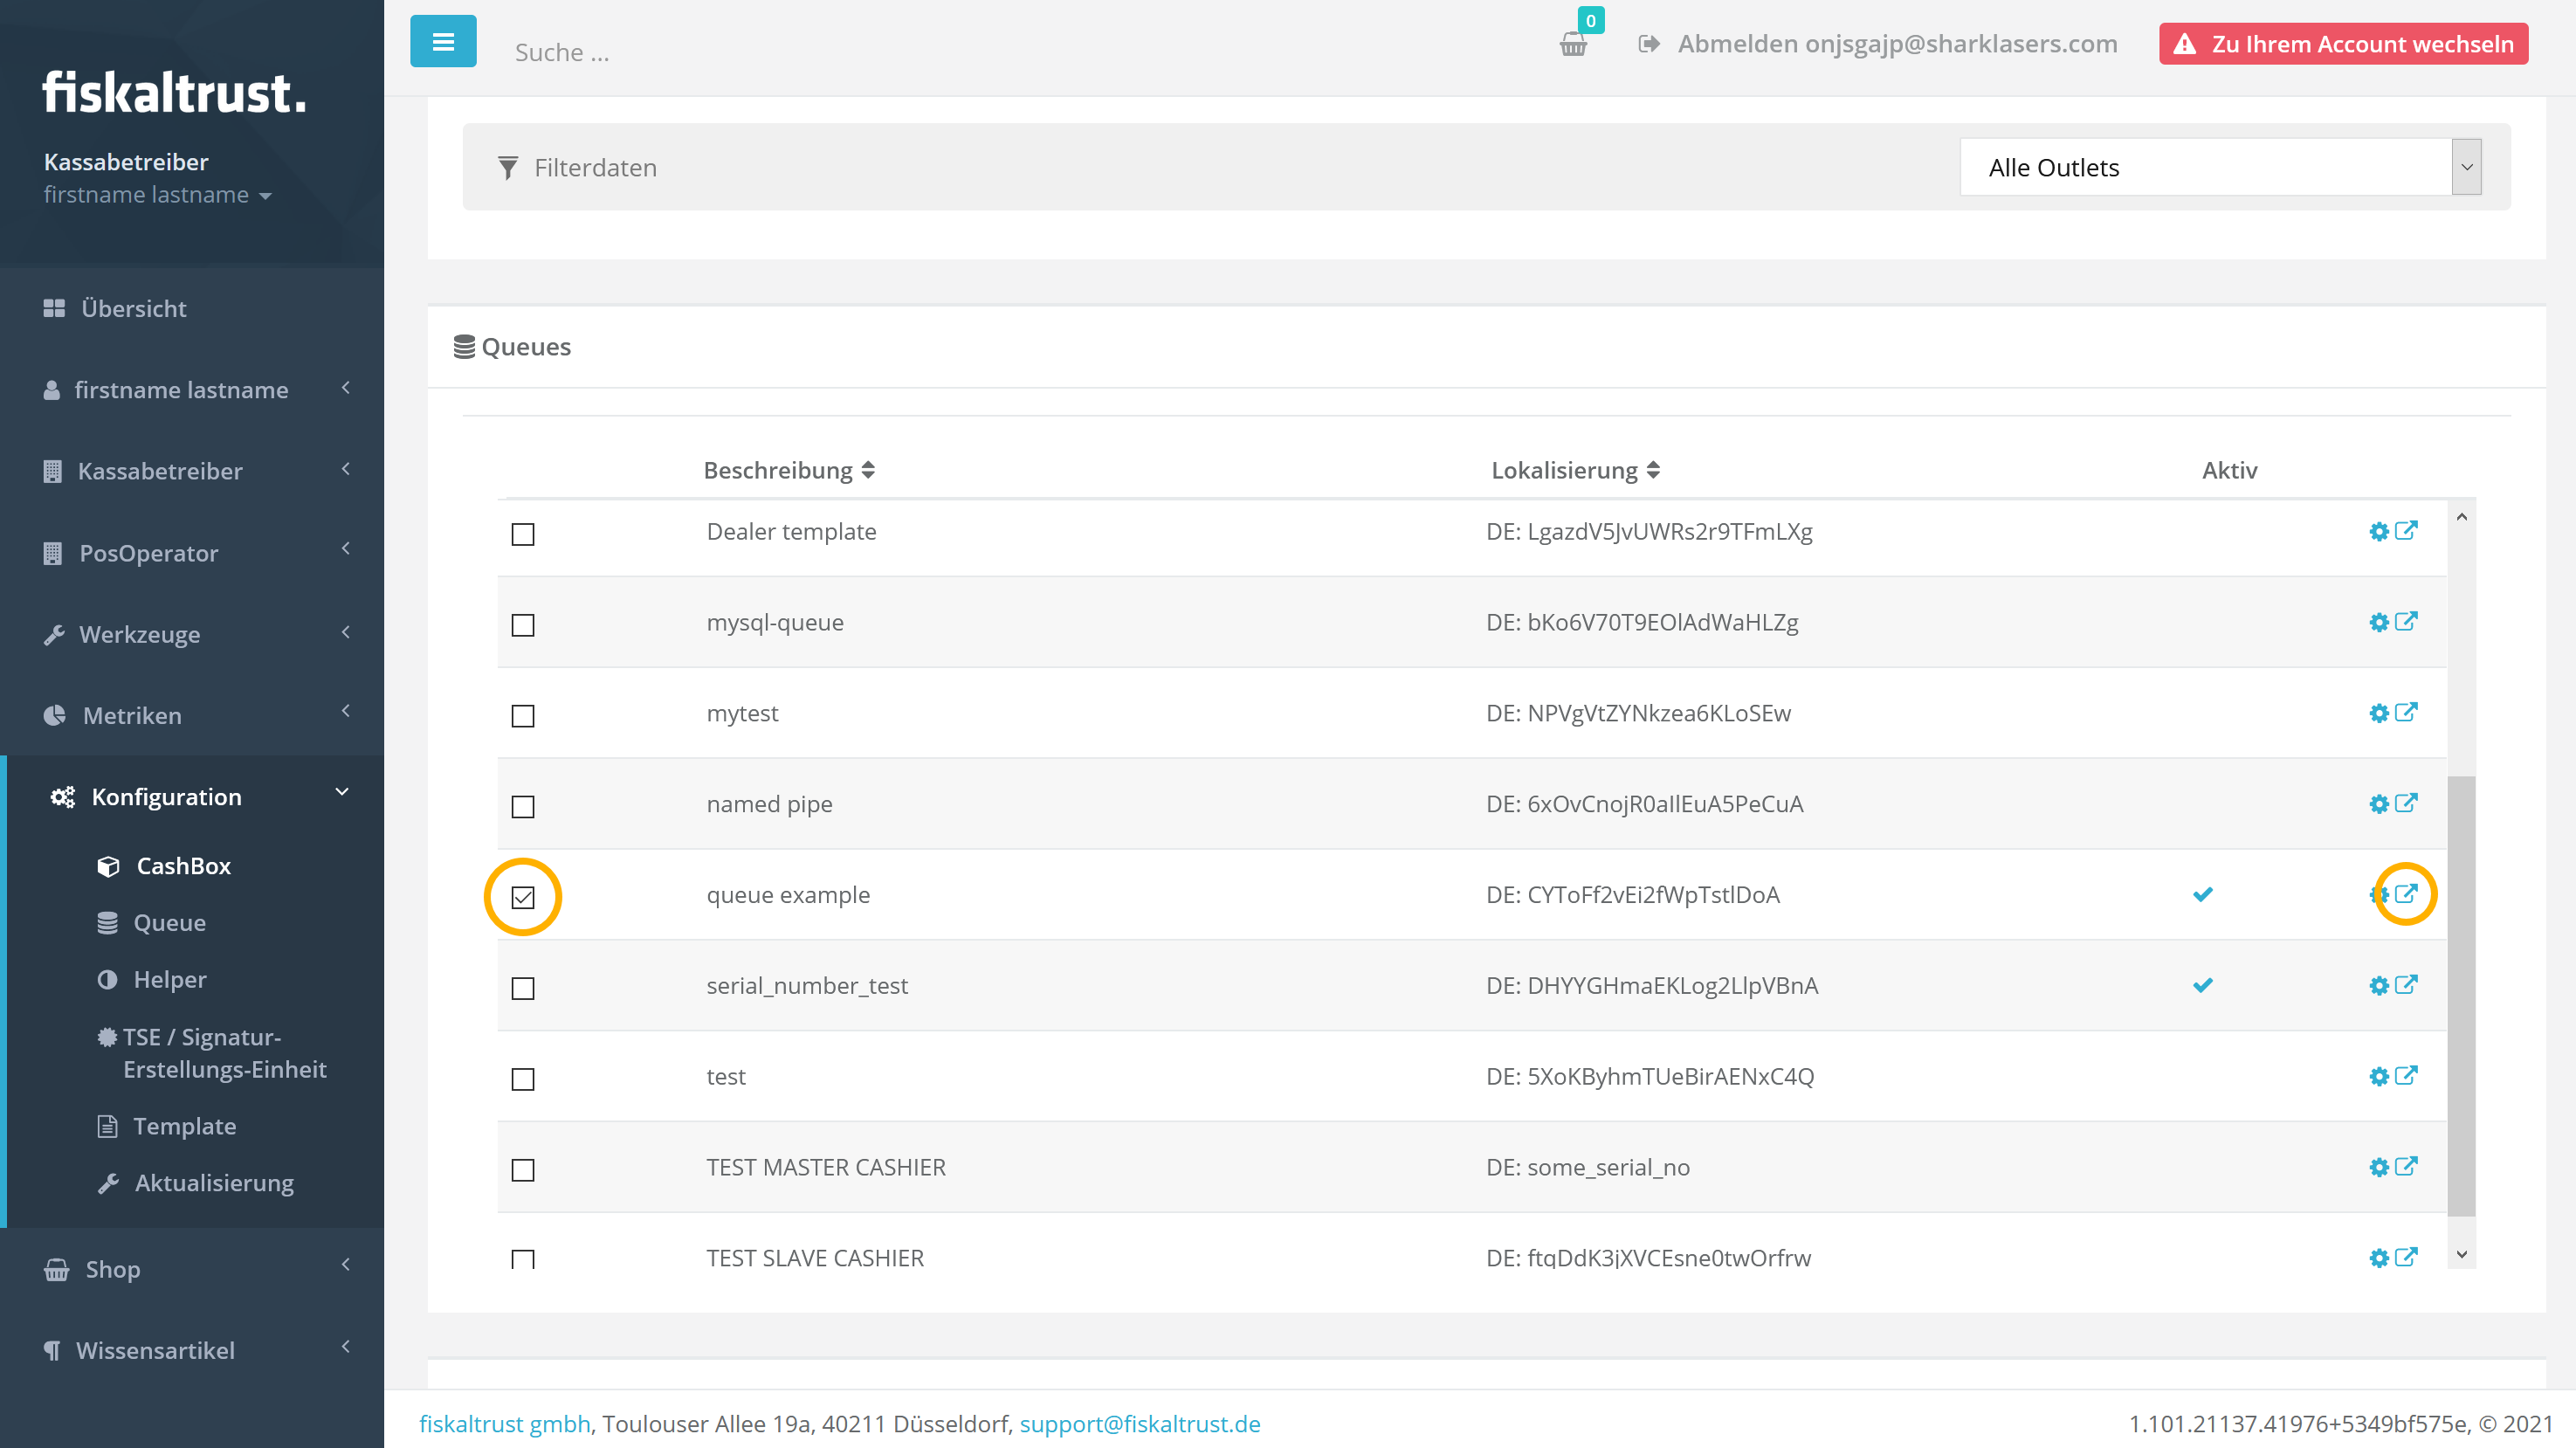 fiskaltrust.
Kassabetreiber
firstname lastname
Übersicht
firstname lastname
Kassabetreiber
PosOperator
Werkzeuge
Metriken
Konfiguration
CashBox
Queue
Helper
TSE / Signatur-
Erstellungs-Einheit
Template
Aktualisierung
Shop
Wissensartikel
Suche ...
0
Abmelden onjsgajp@sharklasers.com
Zu Ihrem Account wechseln
Filterdaten
Alle Outlets
Queues
Beschreibung Lokalisierung Aktiv
Dealer template DE: LgazdV5JvUWRs2r9TFmLXg
mysql-queue DE: bKo6V70T9EOlAdWaHLZg
mytest DE: NPVgVtZYNkzea6KLoSEw
named pipe DE: 6xOvCnojR0aIlEuA5PeCuA
queue example DE: CYToFf2vEi2fWpTstlDoA
serial_number_test DE: DHYYGHmaEKLog2LlpVBnA
test DE: 5XoKByhmTUeBirAENxC4Q
TEST MASTER CASHIER DE: some_serial_no
TEST SLAVE CASHIER DE: ftqDdK3jXVCEsne0twOrfrw
fiskaltrust gmbh, Toulouser Allee 19a, 40211 Düsseldorf, support@fiskaltrust.de
1.101.21137.41976+5349bf575e, © 2021